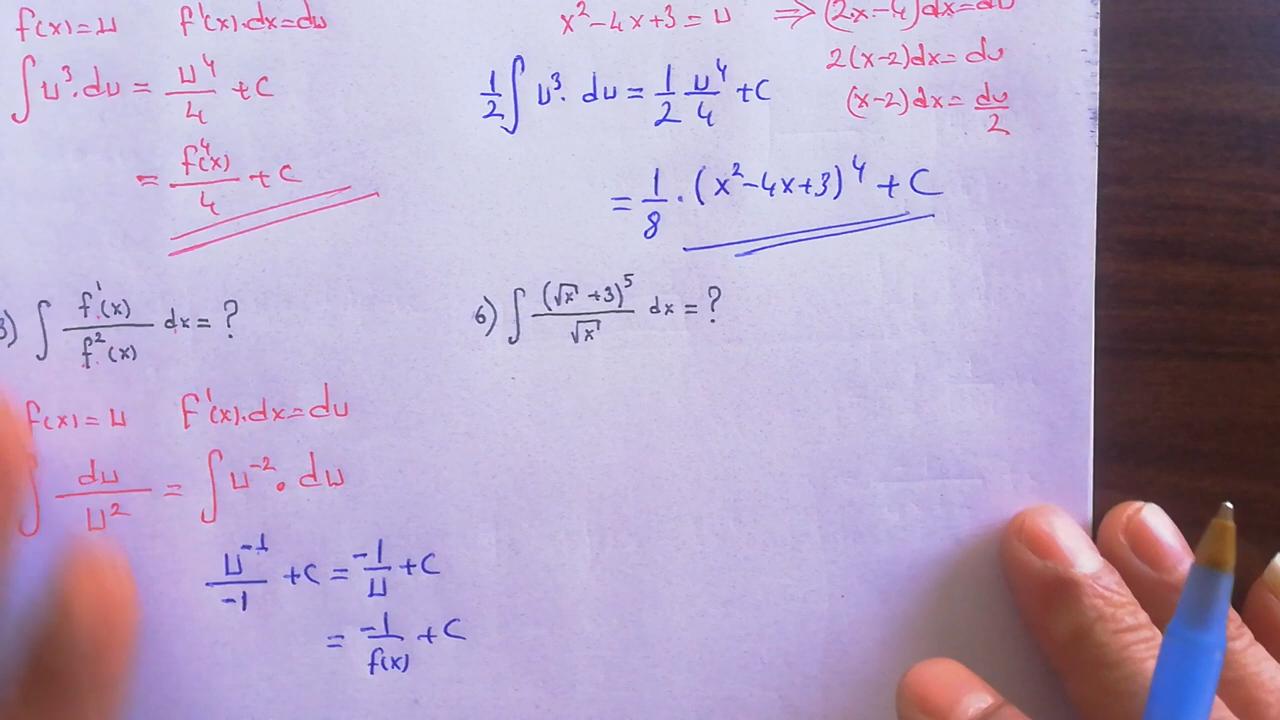 f(x) = u f'(x).dx = du
∫u³.du = u⁴/4 + C
= f⁴(x)/4 + C
x² - 4x + 3 = u ⇒ (2x - 4)dx = du
2(x-2)dx = du
(x-2)dx = du/2
1/2 ∫ u³. du = 1/2 u⁴/4 + C
= 1/8 . (x² - 4x + 3)⁴ + C
3) ∫ f'(x)/f²(x) dx = ?
f(x) = u f'(x).dx = du
∫ du/u² = ∫ u⁻². du
u⁻¹/-1 + C = -1/u + C
= -1/f(x) + C
6) ∫ (√x + 3)⁵/√x dx = ?